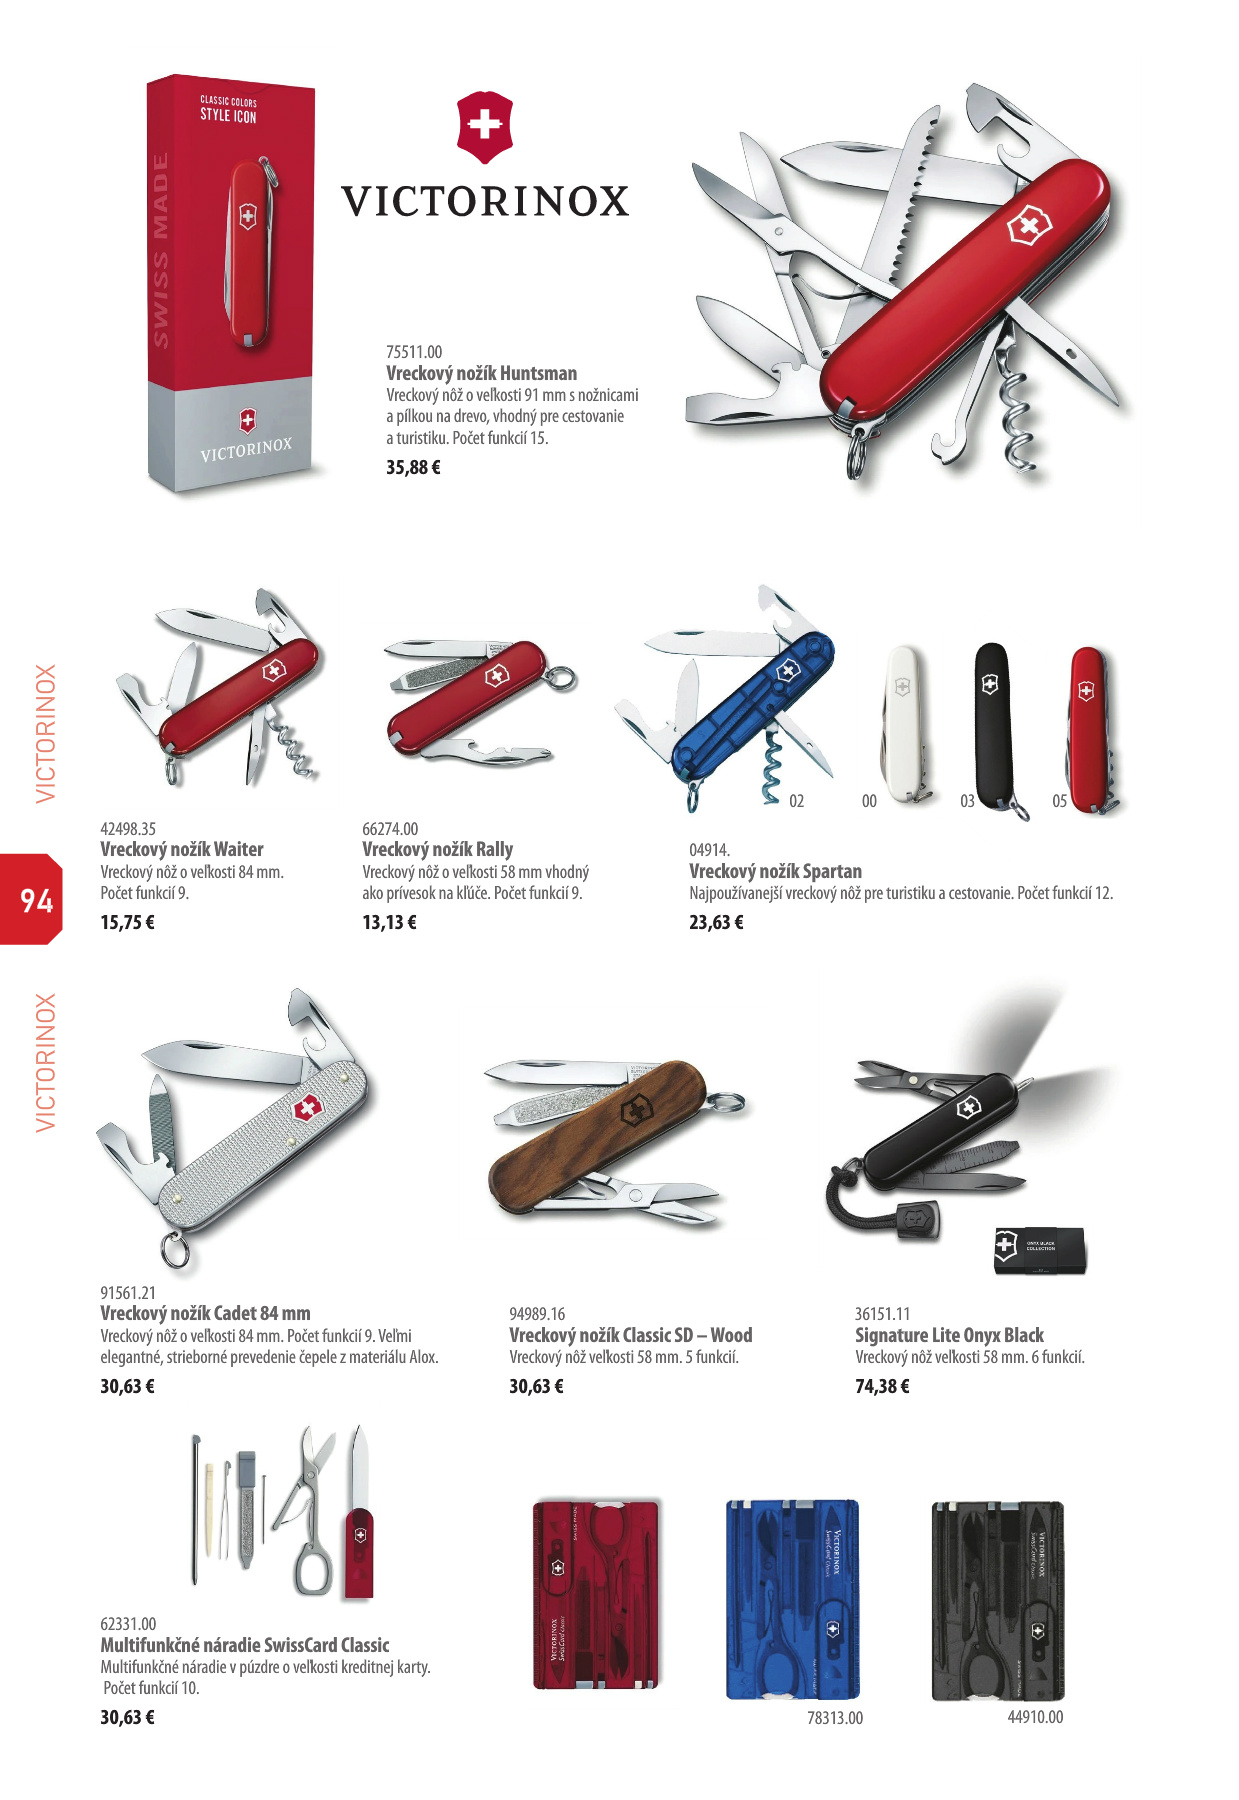 CLASSIC COLORS
STYLE ICON
SWISS MADE
VICTORINOX
VICTORINOX
75511.00
Vreckový nožík Huntsman
Vreckový nôž o veľkosti 91 mm s nožnicami
a pílkou na drevo, vhodný pre cestovanie
a turistiku. Počet funkcií 15.
35,88 €
VICTORINOX
94
VICTORINOX
42498.35
Vreckový nožík Waiter
Vreckový nôž o veľkosti 84 mm.
Počet funkcií 9.
15,75 €
66274.00
Vreckový nožík Rally
Vreckový nôž o veľkosti 58 mm vhodný
ako prívesok na kľúče. Počet funkcií 9.
13,13 €
02
00
03
05
04914.
Vreckový nožík Spartan
Najpoužívanejší vreckový nôž pre turistiku a cestovanie. Počet funkcií 12.
23,63 €
91561.21
Vreckový nožík Cadet 84 mm
Vreckový nôž o veľkosti 84 mm. Počet funkcií 9. Veľmi
elegantné, strieborné prevedenie čepele z materiálu Alox.
30,63 €
94989.16
Vreckový nožík Classic SD – Wood
Vreckový nôž veľkosti 58 mm. 5 funkcií.
30,63 €
ONYX BLACK
COLLECTION
36151.11
Signature Lite Onyx Black
Vreckový nôž veľkosti 58 mm. 6 funkcií.
74,38 €
62331.00
Multifunkčné náradie SwissCard Classic
Multifunkčné náradie v púzdre o veľkosti kreditnej karty.
Počet funkcií 10.
30,63 €
SWISS MADE
VICTORINOX
SwissCard classic
VICTORINOX
SwissCard classic
78313.00
VICTORINOX
SwissCard classic
44910.00